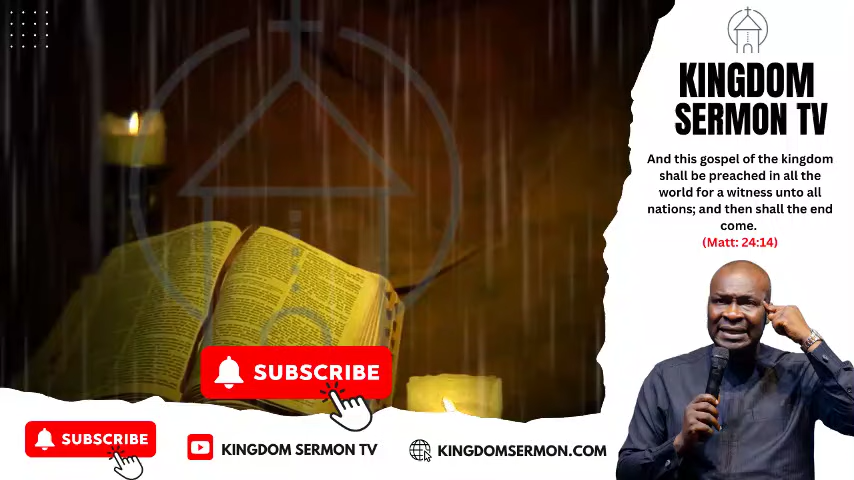 KINGDOM
SERMON TV
And this gospel of the kingdom
shall be preached in all the
world for a witness unto all
nations; and then shall the end
come.
(Matt: 24:14)
SUBSCRIBE
SUBSCRIBE
KINGDOM SERMON TV
KINGDOMSERMON.COM